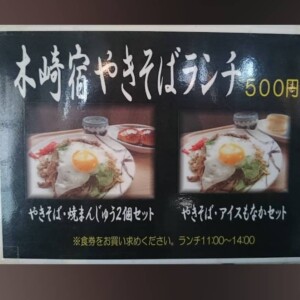 木崎宿やきそばランチ 500円
やきそば・焼まんじゅう2個セット
やきそば・アイスもなかセット
※食券をお買い求めください。ランチ11:00～14:00